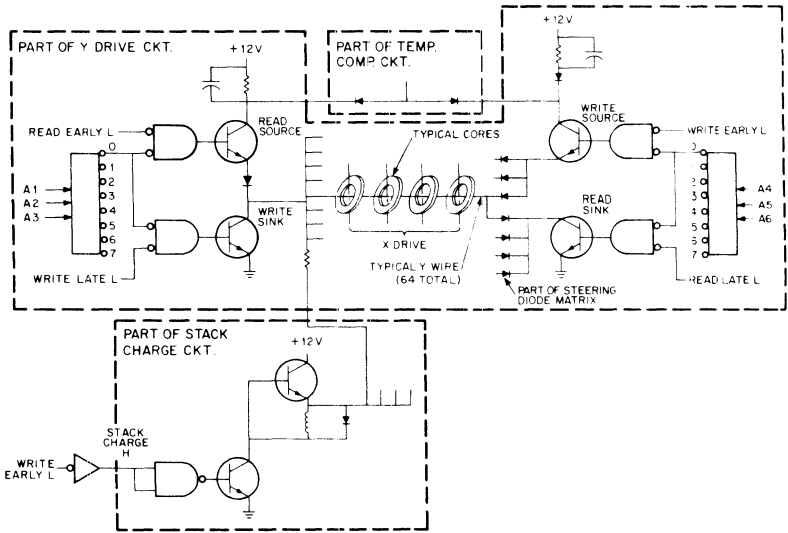 PART OF Y DRIVE CKT.
+12V
PART OF TEMP.
COMP. CKT.
+12V
READ EARLY L
READ
SOURCE
TYPICAL CORES
WRITE
SOURCE
WRITE EARLY L
0
1
2
3
4
5
6
7
A1
A2
A3
WRITE
SINK
X DRIVE
READ
SINK
2
3
4
5
6
7
A4
A5
A6
WRITE LATE L
TYPICAL Y WIRE
(64 TOTAL)
PART OF STEERING
DIODE MATRIX
READ LATE L
PART OF STACK
CHARGE CKT.
+12V
STACK
CHARGE
H
WRITE
EARLY L